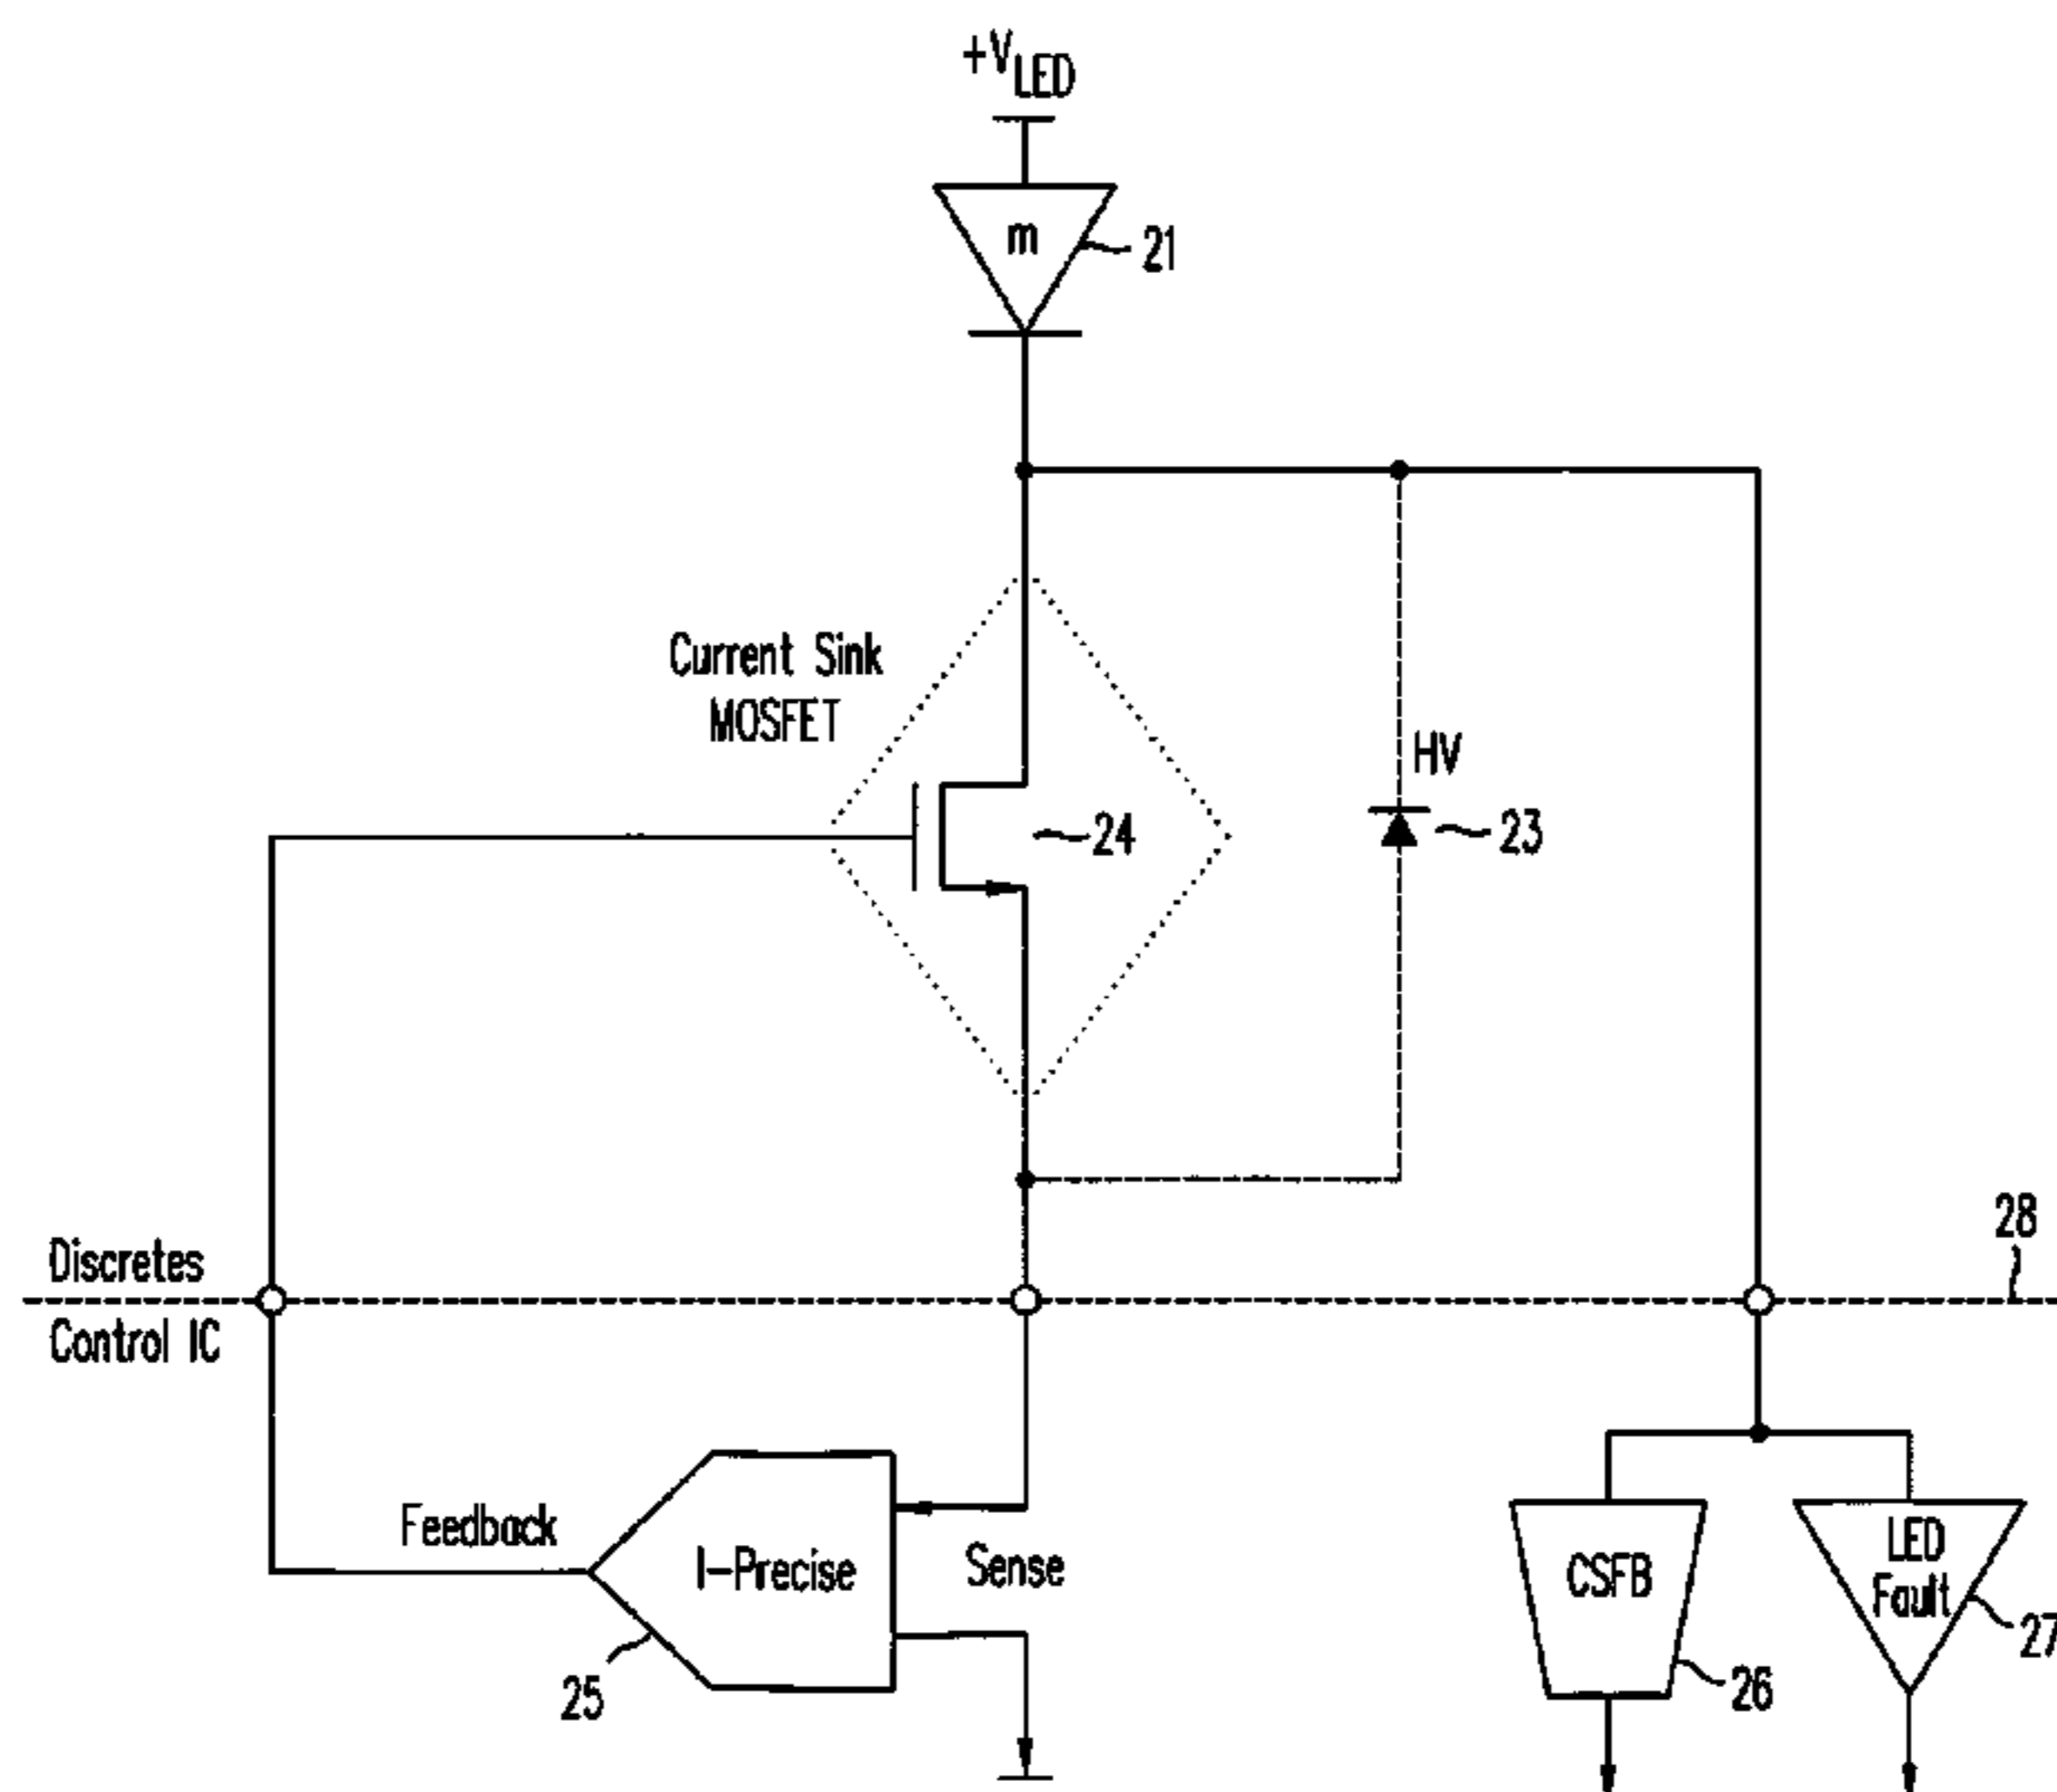 +VLED
m
21
Current Sink
MOSFET
HV
24
23
28
Discretes
Control IC
Feedback
I-Precise
Sense
25
CSFB
LED
Fault
26
27